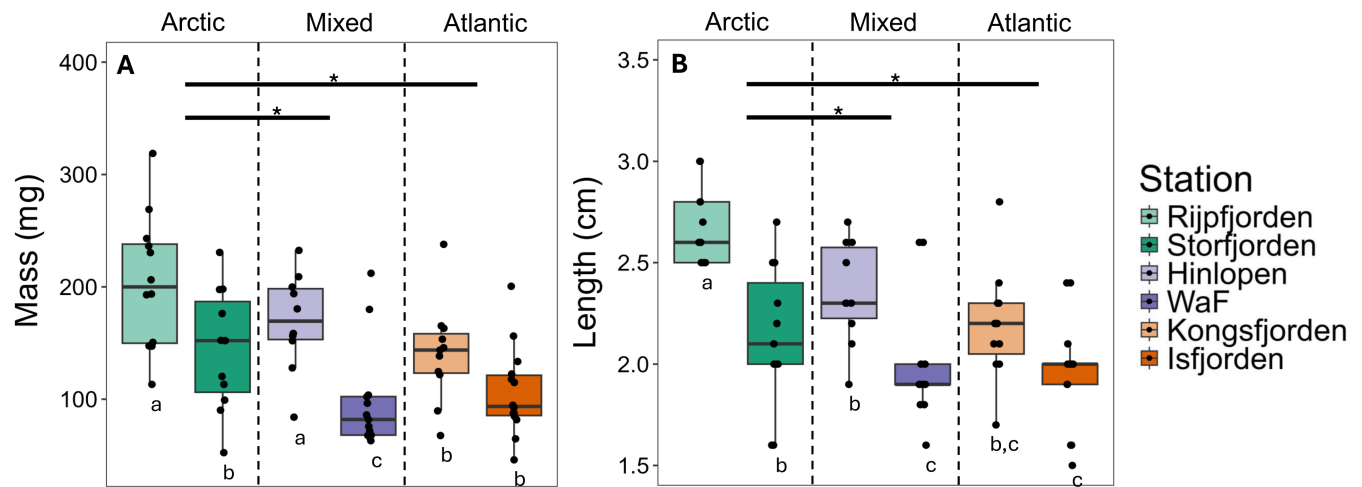 Arctic Mixed Atlantic
A
* 
*
Mass (mg)
400
300
200
100
a
b
a
c
b
b
Arctic Mixed Atlantic
B
*
*
Length (cm)
3.5
3.0
2.5
2.0
1.5
a
b
b
c
b,c
c
Station
Rijpfjorden
Storfjorden
Hinlopen
WaF
Kongsfjorden
Isfjorden